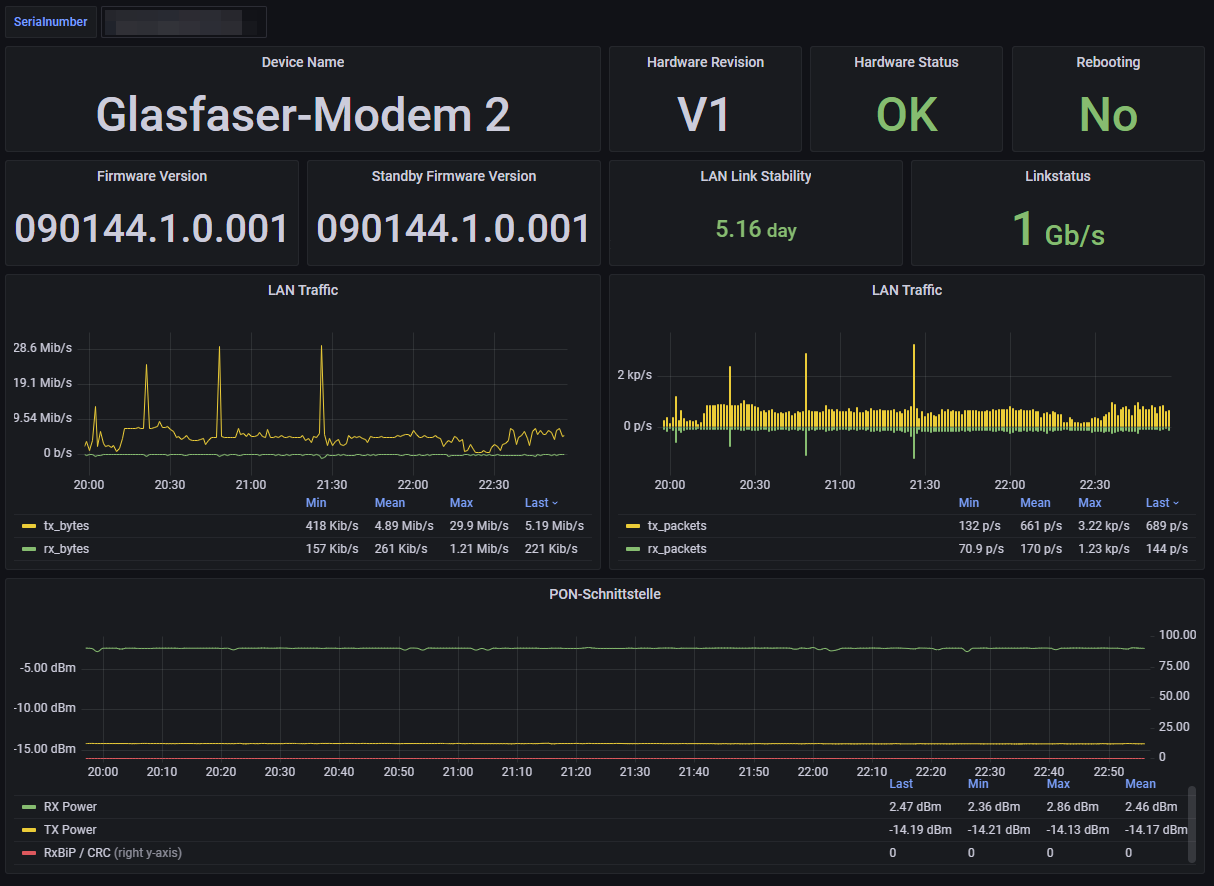 Serialnumber
Device Name
Glasfaser-Modem 2
Hardware Revision
V1
Hardware Status
OK
Rebooting
No
Firmware Version
090144.1.0.001
Standby Firmware Version
090144.1.0.001
LAN Link Stability
5.16 day
Linkstatus
1 Gb/s
LAN Traffic
28.6 Mib/s
19.1 Mib/s
9.54 Mib/s
0 b/s
20:00 20:30 21:00 21:30 22:00 22:30
Min Mean Max Last
tx_bytes 418 Kib/s 4.89 Mib/s 29.9 Mib/s 5.19 Mib/s
rx_bytes 157 Kib/s 261 Kib/s 1.21 Mib/s 221 Kib/s
LAN Traffic
2 kp/s
0 p/s
20:00 20:30 21:00 21:30 22:00 22:30
Min Mean Max Last
tx_packets 132 p/s 661 p/s 3.22 kp/s 689 p/s
rx_packets 70.9 p/s 170 p/s 1.23 kp/s 144 p/s
PON-Schnittstelle
-5.00 dBm
-10.00 dBm
-15.00 dBm
100.00
75.00
50.00
25.00
0
20:00 20:10 20:20 20:30 20:40 20:50 21:00 21:10 21:20 21:30 21:40 21:50 22:00 22:10 22:20 22:30 22:40 22:50
Last Min Max Mean
RX Power 2.47 dBm 2.36 dBm 2.86 dBm 2.46 dBm
TX Power -14.19 dBm -14.21 dBm -14.13 dBm -14.17 dBm
RxBiP / CRC (right y-axis) 0 0 0 0